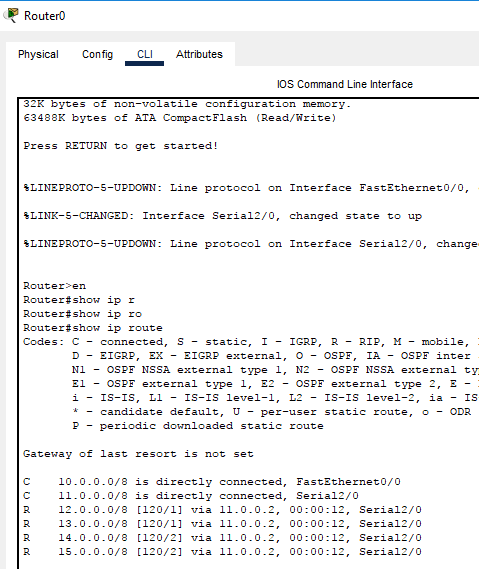 Router0
Physical Config CLI Attributes
IOS Command Line Interface
32K bytes of non-volatile configuration memory.
63488K bytes of ATA CompactFlash (Read/Write)
Press RETURN to get started!
%LINEPROTO-5-UPDOWN: Line protocol on Interface FastEthernet0/0,
%LINK-5-CHANGED: Interface Serial2/0, changed state to up
%LINEPROTO-5-UPDOWN: Line protocol on Interface Serial2/0, change
Router>en
Router#show ip r
Router#show ip ro
Router#show ip route
Codes: C - connected, S - static, I - IGRP, R - RIP, M - mobile,
D - EIGRP, EX - EIGRP external, O - OSPF, IA - OSPF inter
N1 - OSPF NSSA external type 1, N2 - OSPF NSSA external ty
E1 - OSPF external type 1, E2 - OSPF external type 2, E -
i - IS-IS, L1 - IS-IS level-1, L2 - IS-IS level-2, ia - IS
* - candidate default, U - per-user static route, o - ODR
P - periodic downloaded static route
Gateway of last resort is not set
C 10.0.0.0/8 is directly connected, FastEthernet0/0
C 11.0.0.0/8 is directly connected, Serial2/0
R 12.0.0.0/8 [120/1] via 11.0.0.2, 00:00:12, Serial2/0
R 13.0.0.0/8 [120/1] via 11.0.0.2, 00:00:12, Serial2/0
R 14.0.0.0/8 [120/2] via 11.0.0.2, 00:00:12, Serial2/0
R 15.0.0.0/8 [120/2] via 11.0.0.2, 00:00:12, Serial2/0